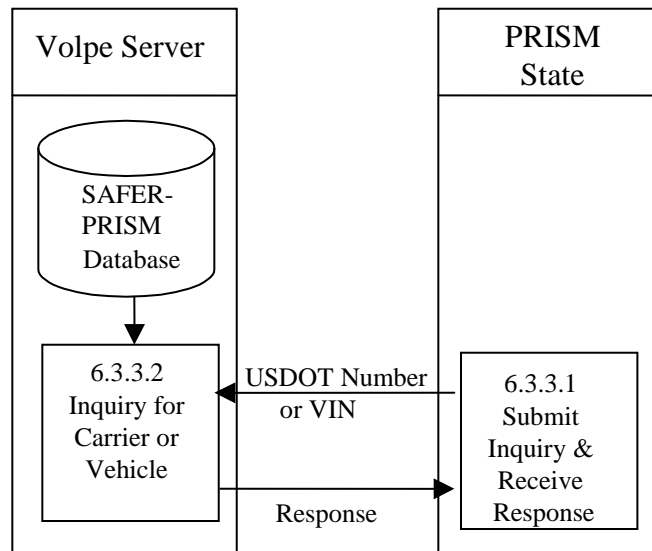 Volpe Server
PRISM
State
SAFER-
PRISM
Database
6.3.3.2
Inquiry for
Carrier or
Vehicle
USDOT Number
or VIN
Response
6.3.3.1
Submit
Inquiry &
Receive
Response